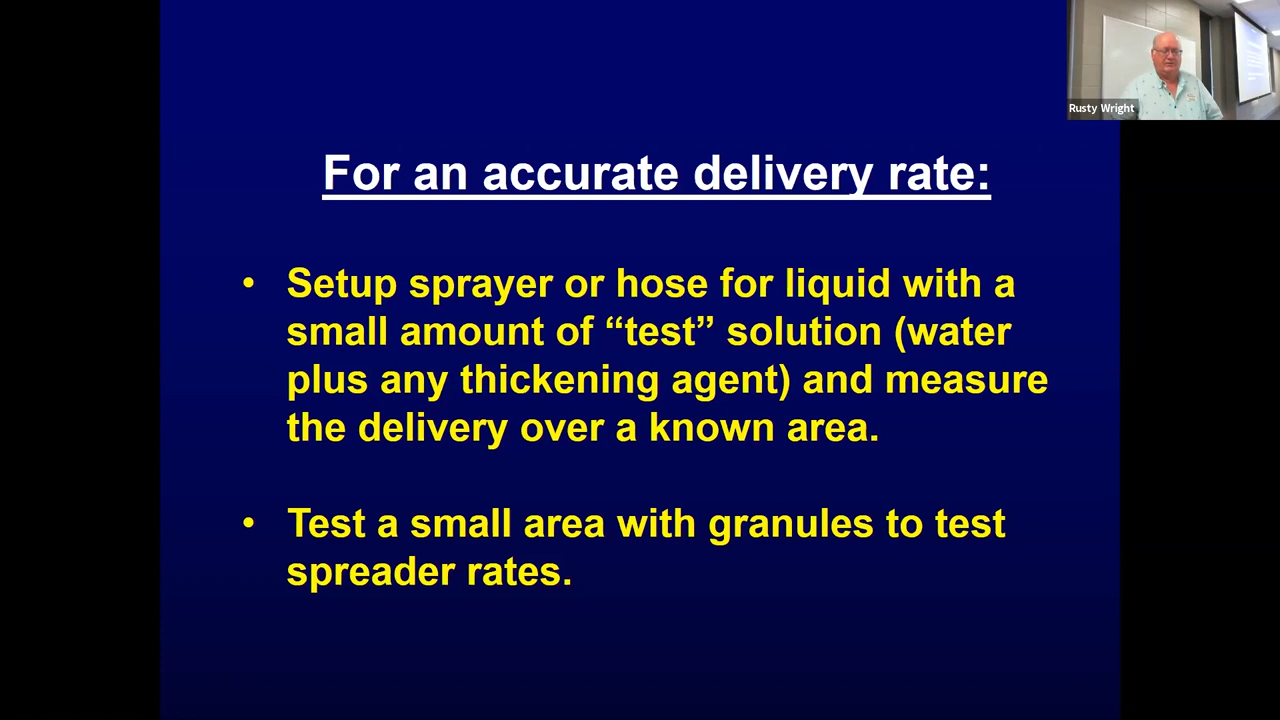 Rusty Wright
For an accurate delivery rate:
• Setup sprayer or hose for liquid with a
small amount of “test” solution (water
plus any thickening agent) and measure
the delivery over a known area.
• Test a small area with granules to test
spreader rates.